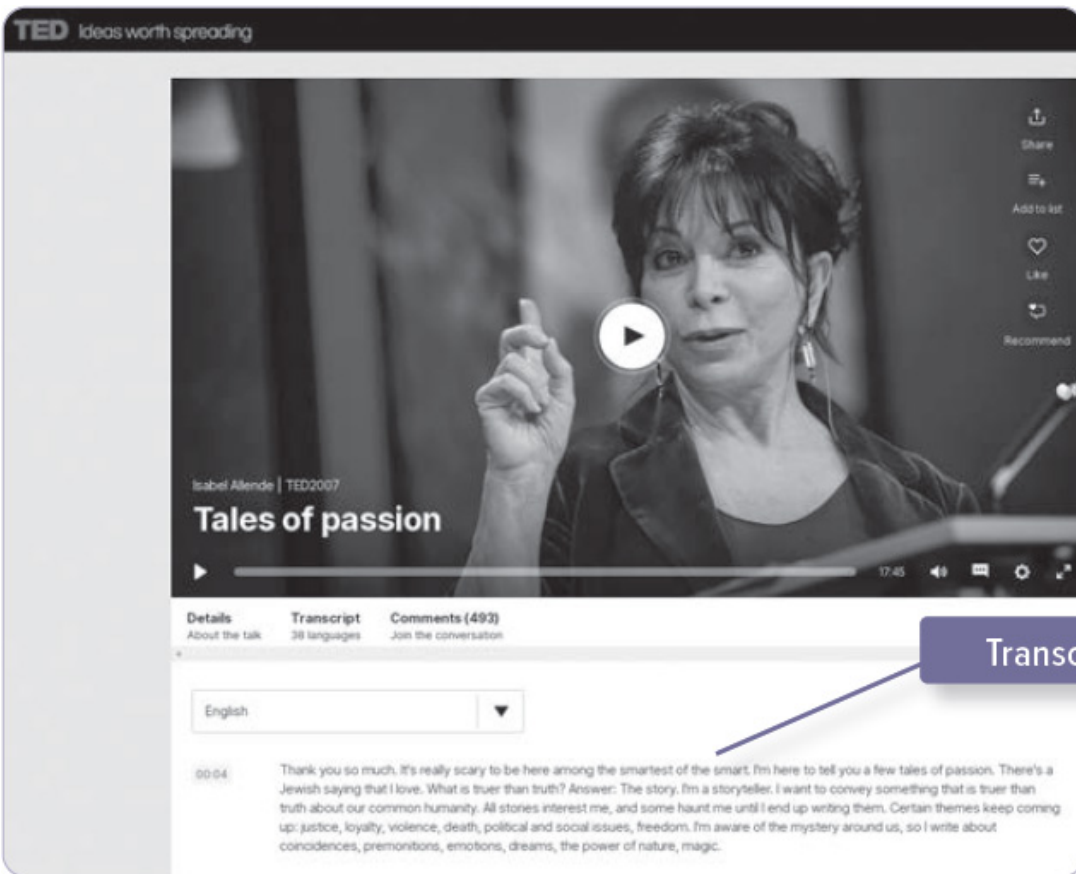 TED Ideas worth spreading
Share
Add to list
Like
Recommend
Isabel Allende | TED2007
Tales of passion
17:45
Details
About the talk
Transcript
38 languages
Comments (493)
Join the conversation
Transc
English
00:04
Thank you so much. It's really scary to be here among the smartest of the smart. I'm here to tell you a few tales of passion. There's a
Jewish saying that I love. What is truer than truth? Answer: The story. I'm a storyteller. I want to convey something that is truer than
truth about our common humanity. All stories interest me, and some haunt me until I end up writing them. Certain themes keep coming
up: justice, loyalty, violence, death, political and social issues, freedom. I'm aware of the mystery around us, so I write about
coincidences, premonitions, emotions, dreams, the power of nature, magic.